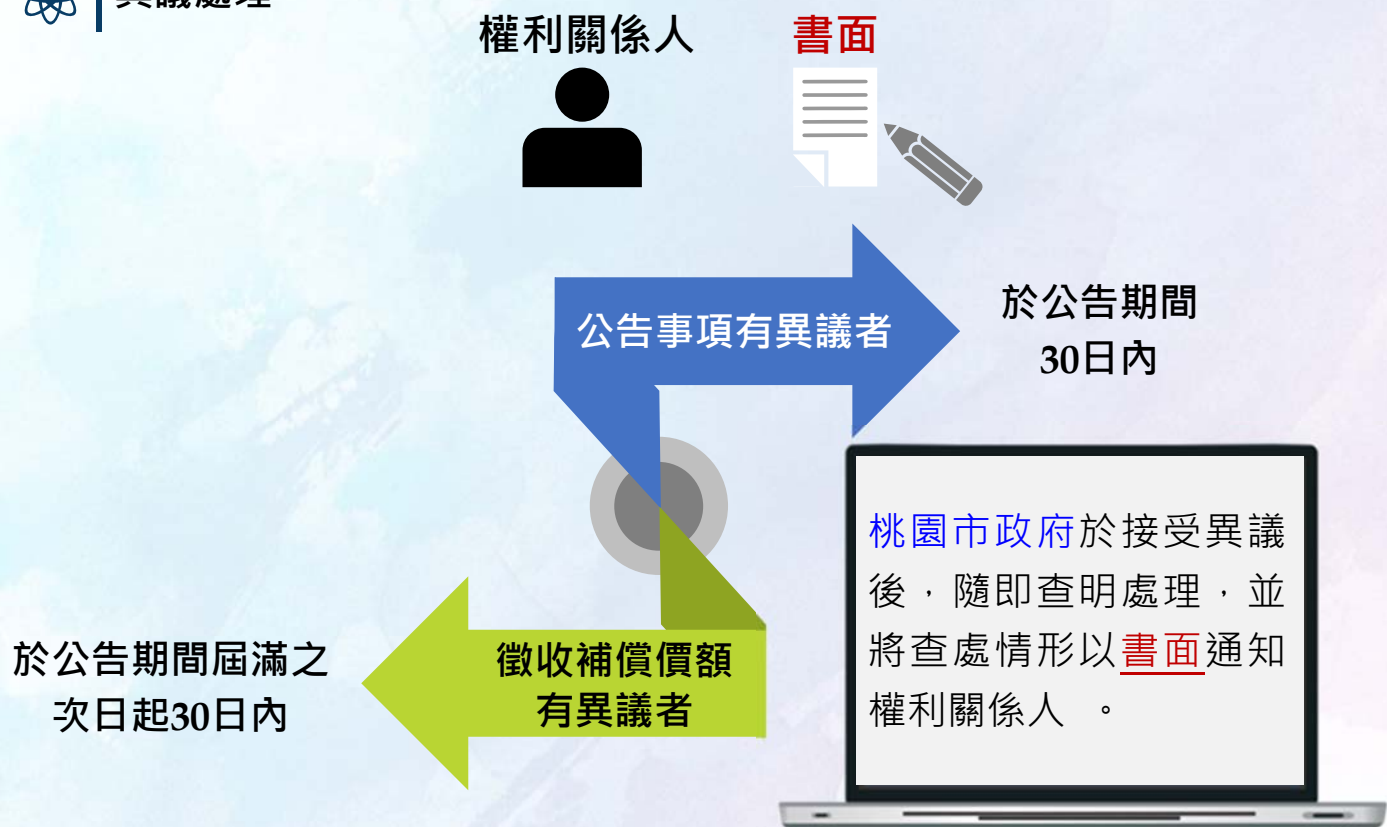 異議處理
權利關係人
書面
公告事項有異議者
於公告期間
30日內
徵收補償價額
有異議者
於公告期間屆滿之
次日起30日內
桃園市政府於接受異議
後，隨即查明處理，並
將查處情形以書面通知
權利關係人 。